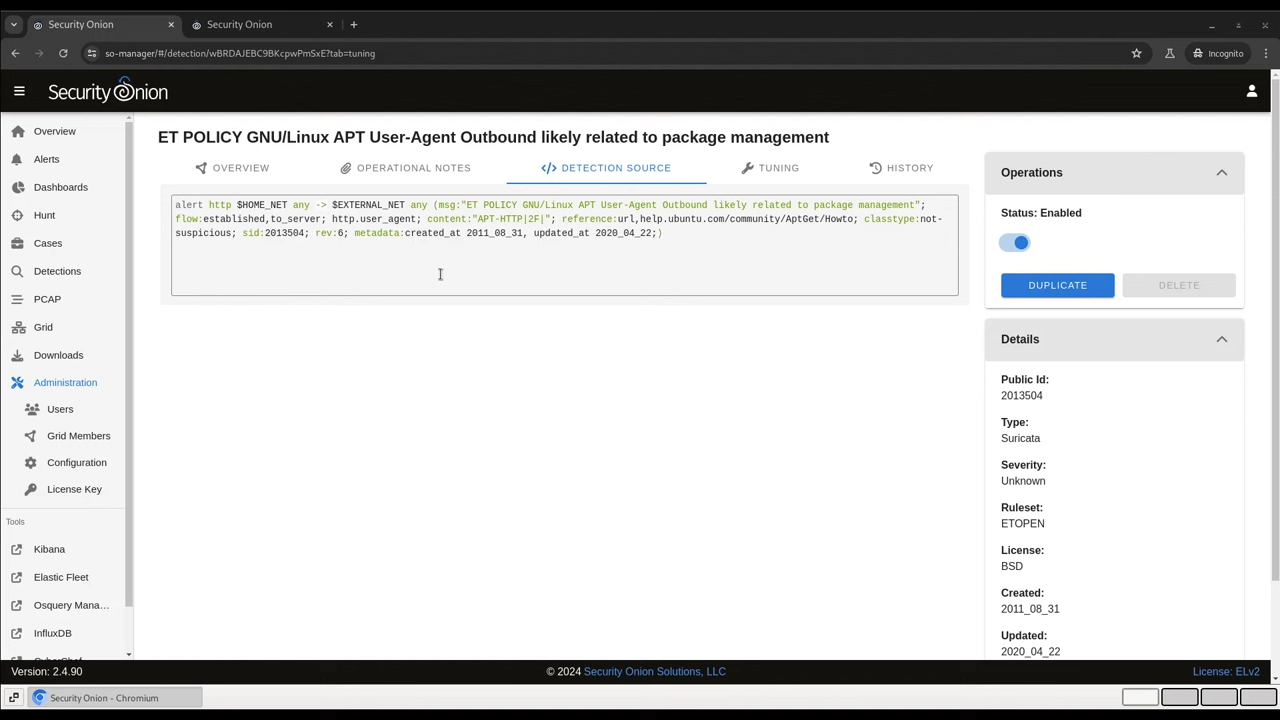 Security Onion
Security Onion
so-manager/#/detection/wBRDAJEBC9BKcpwPmSxE?tab=tuning
Incognito
Security Onion
Overview
Alerts
Dashboards
Hunt
Cases
Detections
PCAP
Grid
Downloads
Administration
Users
Grid Members
Configuration
License Key
Tools
Kibana
Elastic Fleet
Osquery Mana...
InfluxDB
ET POLICY GNU/Linux APT User-Agent Outbound likely related to package management
OVERVIEW
OPERATIONAL NOTES
DETECTION SOURCE
TUNING
HISTORY
alert http $HOME_NET any -> $EXTERNAL_NET any (msg:"ET POLICY GNU/Linux APT User-Agent Outbound likely related to package management";
flow:established,to_server; http.user_agent; content:"APT-HTTP|2F|"; reference:url,help.ubuntu.com/community/AptGet/Howto; classtype:not-
suspicious; sid:2013504; rev:6; metadata:created_at 2011_08_31, updated_at 2020_04_22;)
Operations
Status: Enabled
DUPLICATE
DELETE
Details
Public Id:
2013504
Type:
Suricata
Severity:
Unknown
Ruleset:
ETOPEN
License:
BSD
Created:
2011_08_31
Updated:
2020_04_22
Version: 2.4.90
© 2024 Security Onion Solutions, LLC
License: ELv2
Security Onion - Chromium